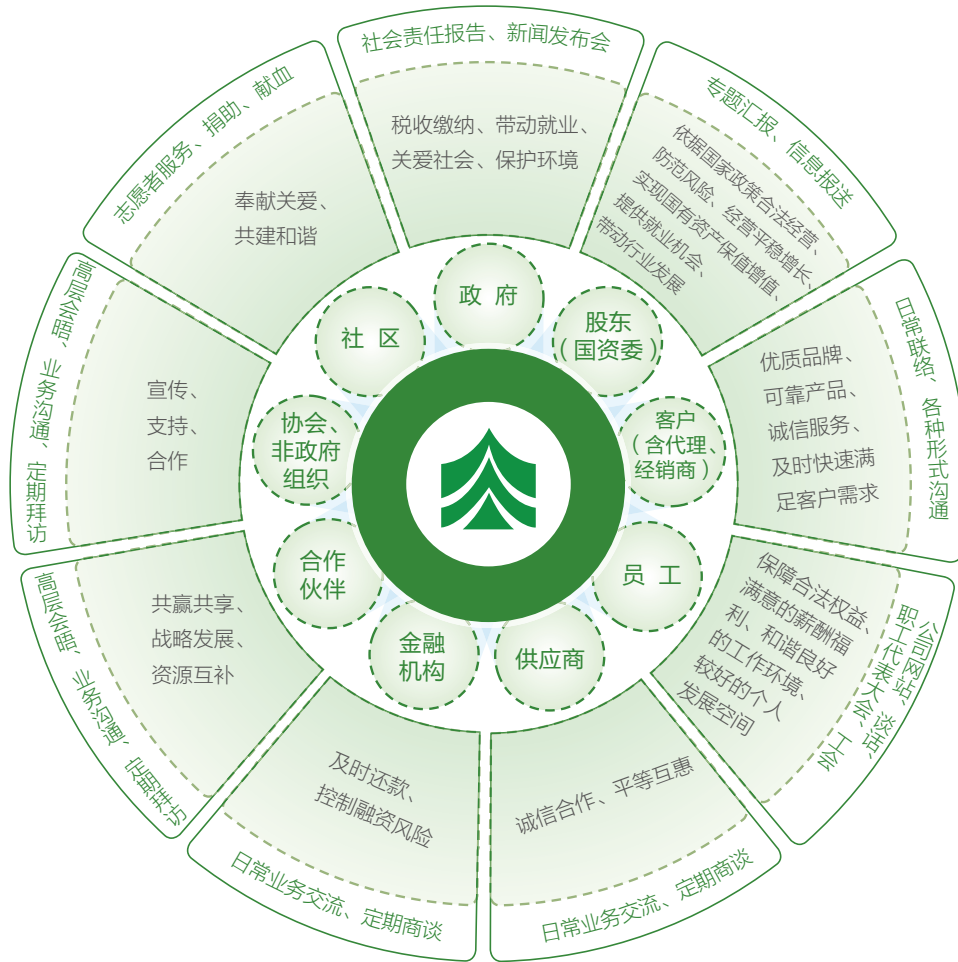 社会责任报告、新闻发布会
税收缴纳、带动就业、
关爱社会、保护环境
政 府
专题汇报、信息报送
依据国家政策合法经营、
防范风险、经营平稳增长、
实现国有资产保值增值、
提供就业机会、
带动行业发展
股东
（国资委）
日常联络、各种形式沟通
优质品牌、
可靠产品、
诚信服务、
及时快速满
足客户需求
客户
（含代理、
经销商）
公司网站、谈话、
职工代表大会、工会
保障合法权益、
满意的薪酬福
利、和谐良好
的工作环境、
较好的个人
发展空间
员 工
日常业务交流、定期商谈
诚信合作、平等互惠
供应商
日常业务交流、定期商谈
及时还款、
控制融资风险
金融
机构
高层会晤、业务沟通、定期拜访
共赢共享、
战略发展、
资源互补
合作
伙伴
高层会晤、业务沟通、定期拜访
宣传、
支持、
合作
协会、
非政府
组织
志愿者服务、捐助、献血
奉献关爱、
共建和谐
社 区